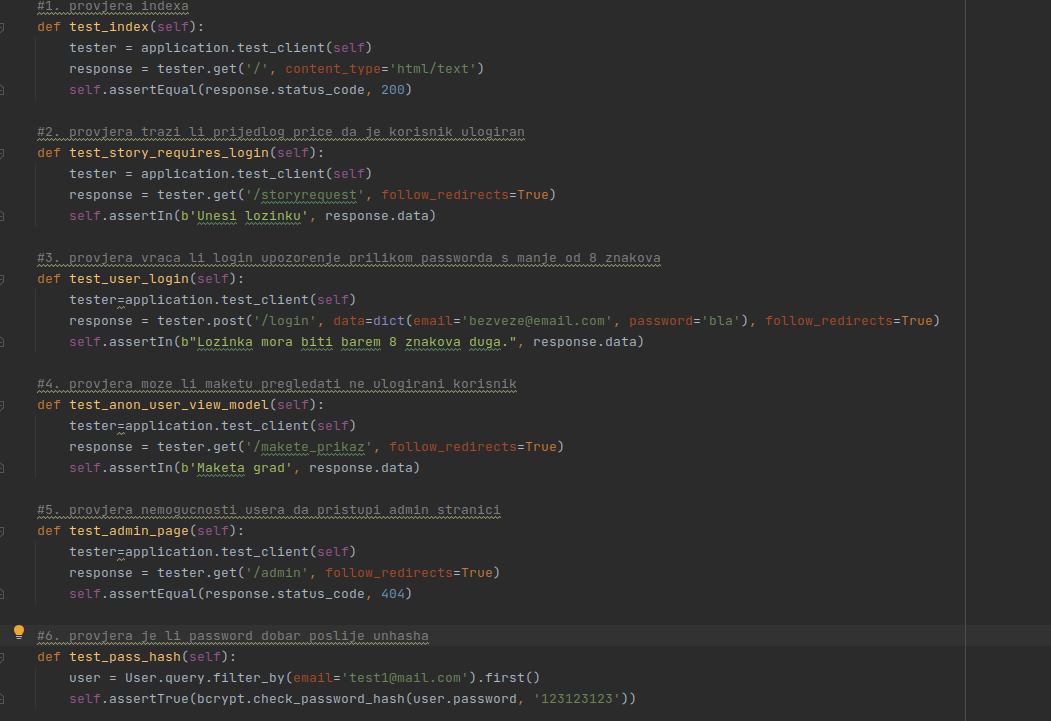 #1. provjera indexa
def test_index(self):
    tester = application.test_client(self)
    response = tester.get('/', content_type='html/text')
    self.assertEqual(response.status_code, 200)
#2. provjera trazi li prijedlog price da je korisnik ulogiran
def test_story_requires_login(self):
    tester = application.test_client(self)
    response = tester.get('/storyrequest', follow_redirects=True)
    self.assertIn(b'Unesi lozinku', response.data)
#3. provjera vraca li login upozorenje prilikom passworda s manje od 8 znakova
def test_user_login(self):
    tester=application.test_client(self)
    response = tester.post('/login', data=dict(email='bezveze@email.com', password='bla'), follow_redirects=True)
    self.assertIn(b"Lozinka mora biti barem 8 znakova duga.", response.data)
#4. provjera moze li maketu pregledati ne ulogirani korisnik
def test_anon_user_view_model(self):
    tester=application.test_client(self)
    response = tester.get('/makete_prikaz', follow_redirects=True)
    self.assertIn(b'Maketa grad', response.data)
#5. provjera nemogucnosti usera da pristupi admin stranici
def test_admin_page(self):
    tester=application.test_client(self)
    response = tester.get('/admin', follow_redirects=True)
    self.assertEqual(response.status_code, 404)
#6. provjera je li password dobar poslije unhasha
def test_pass_hash(self):
    user = User.query.filter_by(email='test1@mail.com').first()
    self.assertTrue(bcrypt.check_password_hash(user.password, '123123123'))